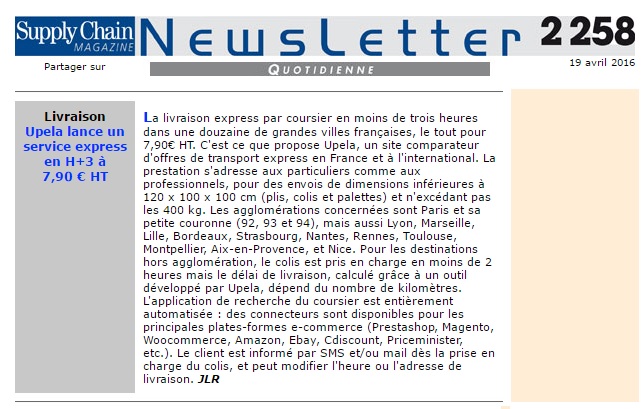 Supply Chain
MAGAZINE
NewsLetter
2 258
Partager sur
QUOTIDIENNE
19 avril 2016
Livraison
Upela lance un
service express
en H+3 à
7,90 € HT
La livraison express par coursier en moins de trois heures
dans une douzaine de grandes villes françaises, le tout pour
7,90€ HT. C'est ce que propose Upela, un site comparateur
d'offres de transport express en France et à l'international. La
prestation s'adresse aux particuliers comme aux
professionnels, pour des envois de dimensions inférieures à
120 x 100 x 100 cm (plis, colis et palettes) et n'excédant pas
les 400 kg. Les agglomérations concernées sont Paris et sa
petite couronne (92, 93 et 94), mais aussi Lyon, Marseille,
Lille, Bordeaux, Strasbourg, Nantes, Rennes, Toulouse,
Montpellier, Aix-en-Provence, et Nice. Pour les destinations
hors agglomération, le colis est pris en charge en moins de 2
heures mais le délai de livraison, calculé grâce à un outil
développé par Upela, dépend du nombre de kilomètres.
L'application de recherche du coursier est entièrement
automatisée : des connecteurs sont disponibles pour les
principales plates-formes e-commerce (Prestashop, Magento,
Woocommerce, Amazon, Ebay, Cdiscount, Priceminister,
etc.). Le client est informé par SMS et/ou mail dès la prise en
charge du colis, et peut modifier l'heure ou l'adresse de
livraison. JLR